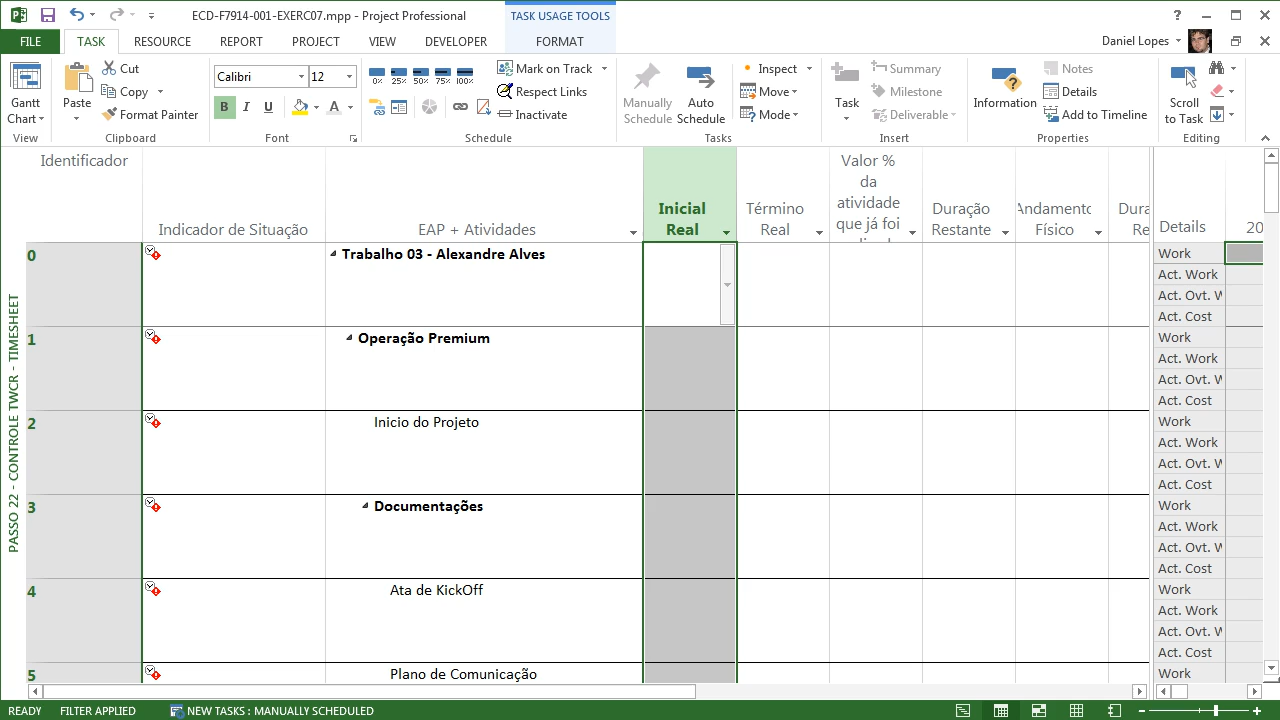 ECD-F7914-001-EXERC07.mpp - Project Professional
TASK USAGE TOOLS
FILE TASK RESOURCE REPORT PROJECT VIEW DEVELOPER FORMAT
Daniel Lopes
Gantt Chart
View
Paste
Cut
Copy
Format Painter
Clipboard
Calibri 12
B I U A
Font
0% 25% 50% 75% 100%
Mark on Track
Respect Links
Inactivate
Schedule
Manually Schedule
Auto Schedule
Inspect
Move
Mode
Tasks
Task
Summary
Milestone
Deliverable
Insert
Information
Notes
Details
Add to Timeline
Properties
Scroll to Task
Editing
PASSO 22 - CONTROLE TWCR - TIMESHEET
Identificador
Indicador de Situação
EAP + Atividades
Inicial Real
Término Real
Valor % da atividade que já foi
Duração Restante
Andamento Físico
Dura
Re
Details
20
0 Trabalho 03 - Alexandre Alves
Work
Act. Work
Act. Ovt. W
Act. Cost
1 Operação Premium
Work
Act. Work
Act. Ovt. W
Act. Cost
2 Inicio do Projeto
Work
Act. Work
Act. Ovt. W
Act. Cost
3 Documentações
Work
Act. Work
Act. Ovt. W
Act. Cost
4 Ata de KickOff
Work
Act. Work
Act. Ovt. W
Act. Cost
5 Plano de Comunicação
Work
READY FILTER APPLIED NEW TASKS : MANUALLY SCHEDULED